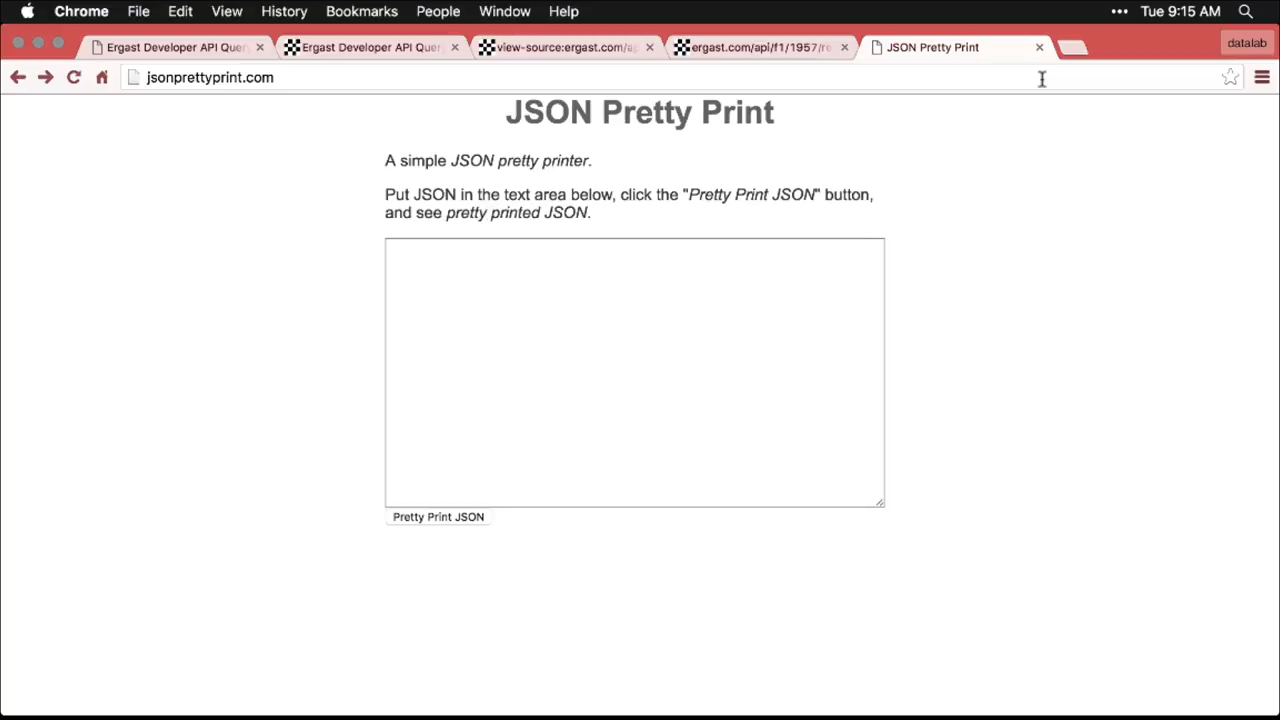 Chrome File Edit View History Bookmarks People Window Help ••• Tue 9:15 AM
Ergast Developer API Quer Ergast Developer API Quer view-source:ergast.com/a ergast.com/api/f1/1957/re JSON Pretty Print datalab
jsonprettyprint.com
JSON Pretty Print
A simple JSON pretty printer.
Put JSON in the text area below, click the "Pretty Print JSON" button,
and see pretty printed JSON.
Pretty Print JSON